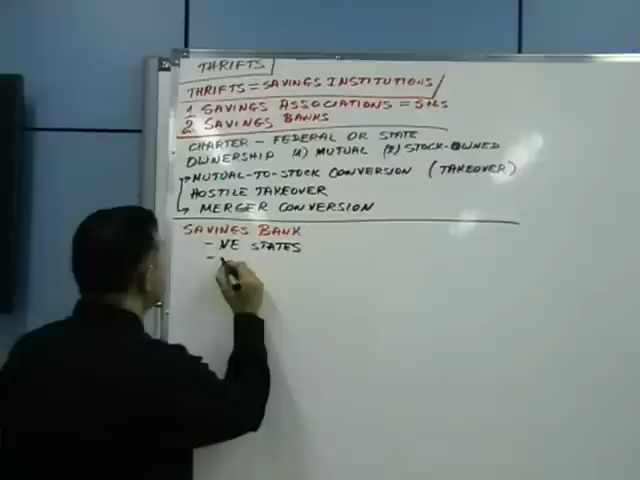 THRIFTS
THRIFTS = SAVINGS INSTITUTIONS
1. SAVINGS ASSOCIATIONS = S&LS
2. SAVINGS BANKS
CHARTER - FEDERAL OR STATE
OWNERSHIP (1) MUTUAL (2) STOCK-OWNED
MUTUAL-TO-STOCK CONVERSION (TAKEOVER)
HOSTILE TAKEOVER
MERGER CONVERSION
SAVINGS BANK
- NE STATES
-